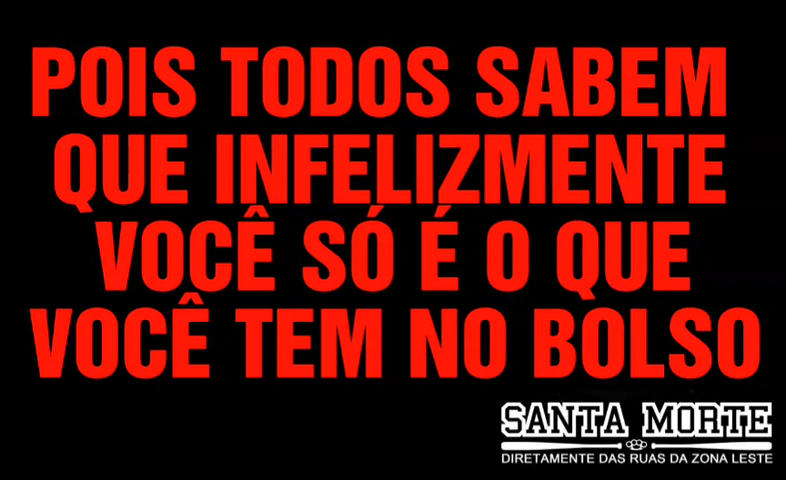 POIS TODOS SABEM
QUE INFELIZMENTE
VOCÊ SÓ É O QUE
VOCÊ TEM NO BOLSO
SANTA MORTE
DIRETAMENTE DAS RUAS DA ZONA LESTE